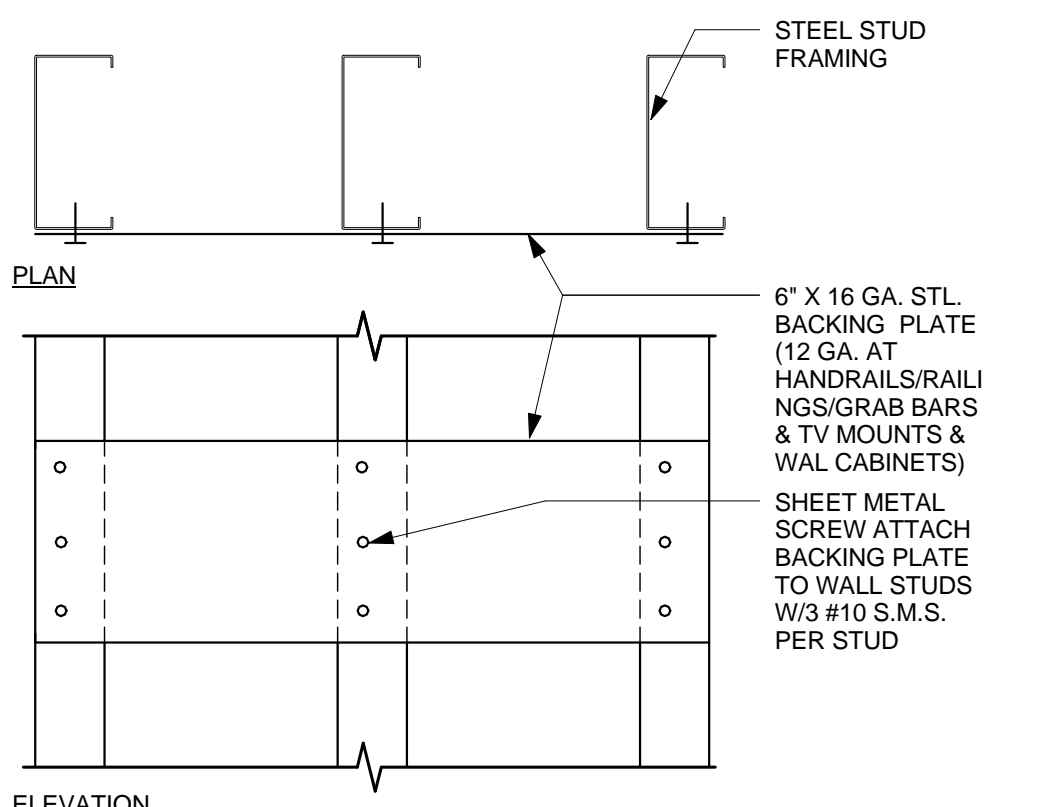 STEEL STUD
FRAMING
PLAN
6" X 16 GA. STL.
BACKING PLATE
(12 GA. AT
HANDRAILS/RAILI
NGS/GRAB BARS
& TV MOUNTS &
WAL CABINETS)
SHEET METAL
SCREW ATTACH
BACKING PLATE
TO WALL STUDS
W/3 #10 S.M.S.
PER STUD
ELEVATION